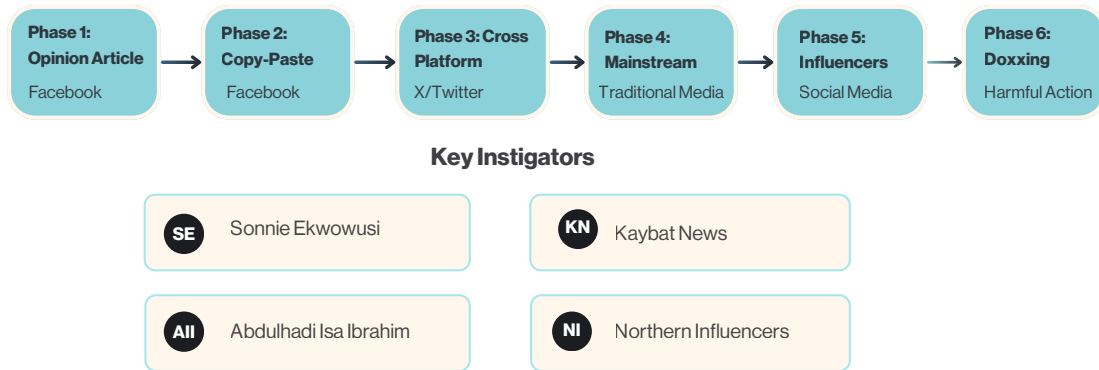 Phase 1:
Opinion Article
Facebook
Phase 2:
Copy-Paste
Facebook
Phase 3: Cross
Platform
X/Twitter
Phase 4:
Mainstream
Traditional Media
Phase 5:
Influencers
Social Media
Phase 6:
Doxxing
Harmful Action
Key Instigators
SE
Sonnie Ekwowusi
KN
Kaybat News
AII
Abdulhadi Isa Ibrahim
NI
Northern Influencers